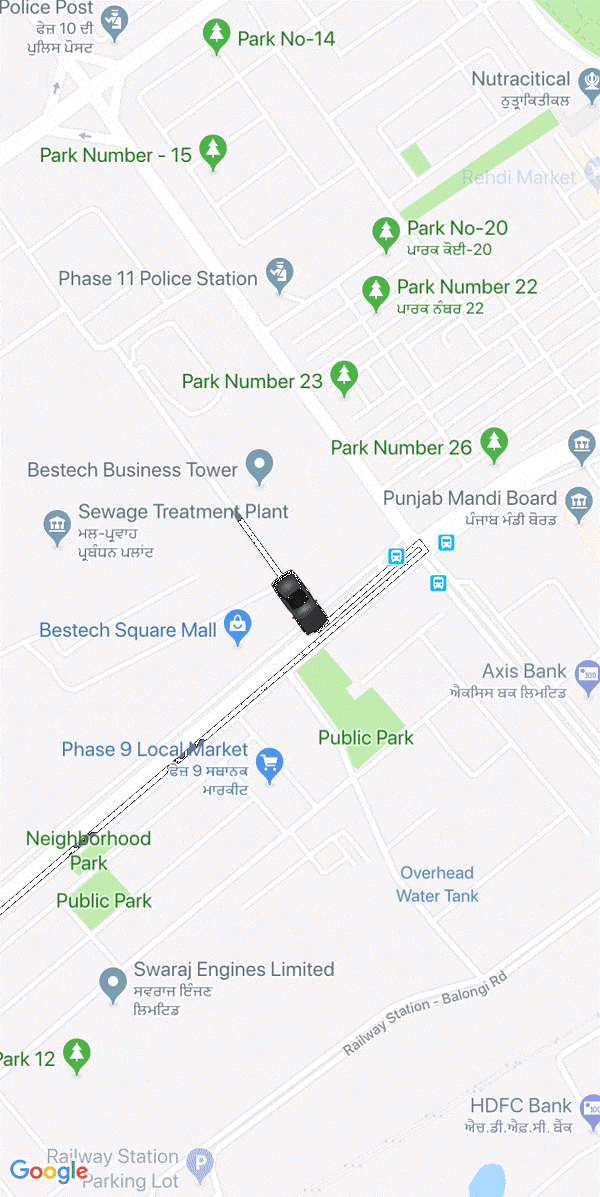 Police Post
ਫੇਜ਼ 10 ਦੀ
ਪੁਲਿਸ ਪੋਸਟ
Park No-14
Nutracitical
ਨੁਤ੍ਰਾਕਿਤੀਕਲ
Park Number - 15
Rehdi Market
Park No-20
ਪਾਰਕ ਕੋਈ-20
Phase 11 Police Station
Park Number 22
ਪਾਰਕ ਨੰਬਰ 22
Park Number 23
Park Number 26
Bestech Business Tower
Punjab Mandi Board
ਪੰਜਾਬ ਮੰਡੀ ਬੋਰਡ
Sewage Treatment Plant
ਮਲ-ਪ੍ਰਵਾਹ
ਪ੍ਰਬੰਧਨ ਪਲਾਂਟ
Bestech Square Mall
Axis Bank
ਐਕਸਿਸ ਬਕ ਲਿਮਟਿਡ
Public Park
Phase 9 Local Market
ਫੇਜ਼ 9 ਸਥਾਨਕ
ਮਾਰਕੀਟ
Neighborhood
Park
Public Park
Overhead
Water Tank
Swaraj Engines Limited
ਸਵਰਾਜ ਇੰਜਣ
ਲਿਮਟਿਡ
Railway Station - Balongi Rd
Park 12
HDFC Bank
ਐਚ.ਡੀ.ਐਫ.ਸੀ. ਬੈਂਕ
Railway Station
Parking Lot
Google